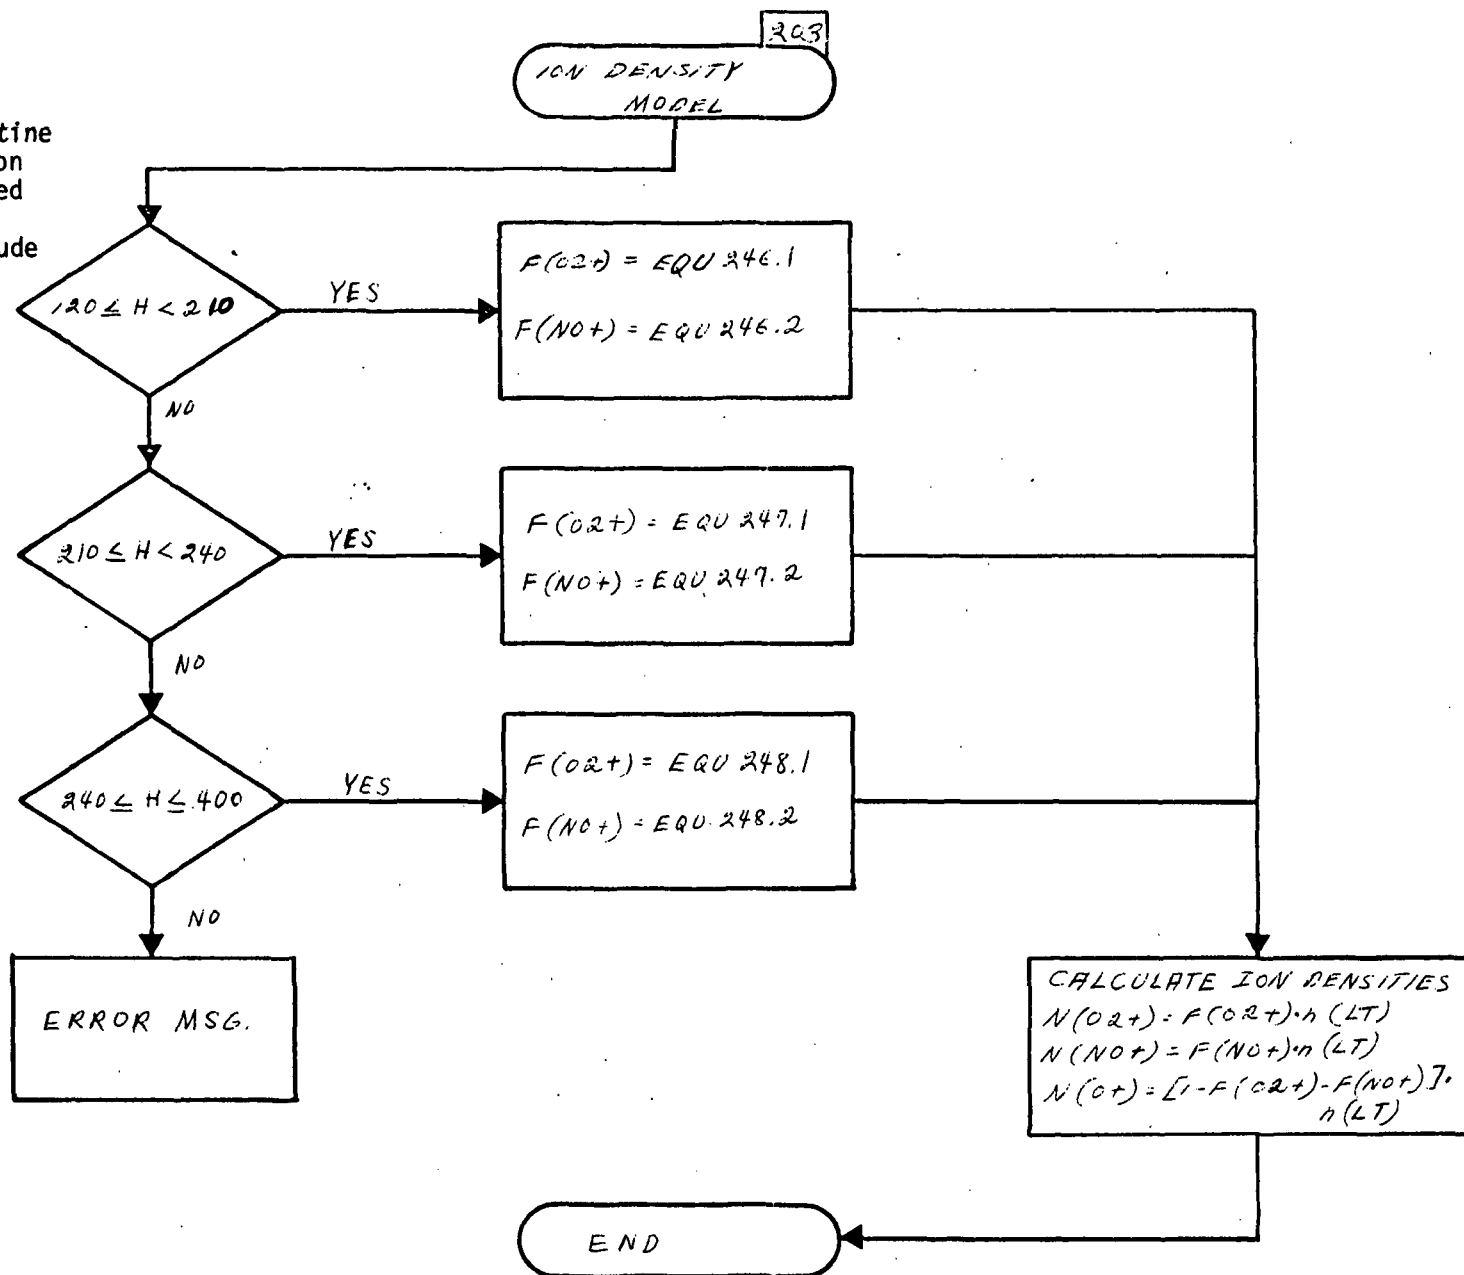 203
ION DENSITY
MODEL
tine
on
ed
ude
120 ≤ H < 210
YES
F(O2+) = EQU 246.1
F(NO+) = EQU 246.2
NO
210 ≤ H < 240
YES
F(O2+) = EQU 247.1
F(NO+) = EQU 247.2
NO
240 ≤ H ≤ 400
YES
F(O2+) = EQU 248.1
F(NO+) = EQU 248.2
NO
ERROR MSG.
CALCULATE ION DENSITIES
N(O2+) = F(O2+)·n(LT)
N(NO+) = F(NO+)·n(LT)
N(O+) = [1-F(O2+)-F(NO+)]·
n(LT)
END